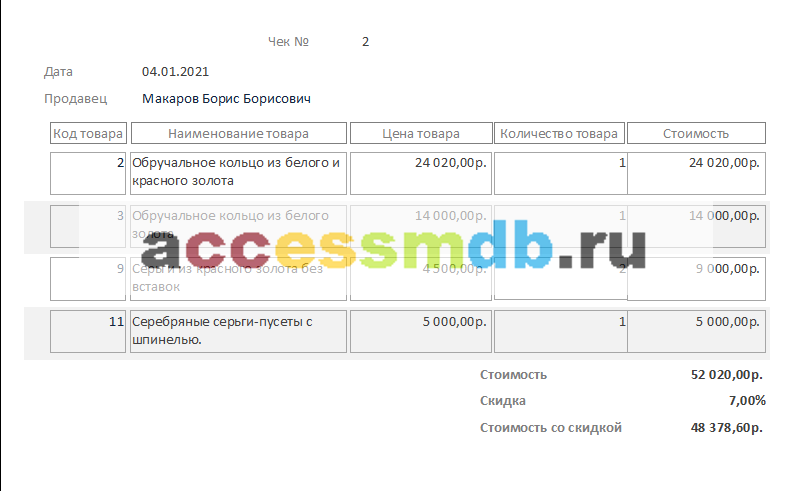 Чек № 2
Дата 04.01.2021
Продавец Макаров Борис Борисович
Код товара Наименование товара Цена товара Количество товара Стоимость
2 Обручальное кольцо из белого и 24 020,00р. 1 24 020,00р.
красного золота
3 Обручальное кольцо из белого 14 000,00р. 1 14 000,00р.
золота
accessmdb.ru
9 Серьги из красного золота без 4 500,00р. 2 9 000,00р.
вставок
11 Серебряные серьги-пусеты с 5 000,00р. 1 5 000,00р.
шпинелью.
Стоимость 52 020,00р.
Скидка 7,00%
Стоимость со скидкой 48 378,60р.